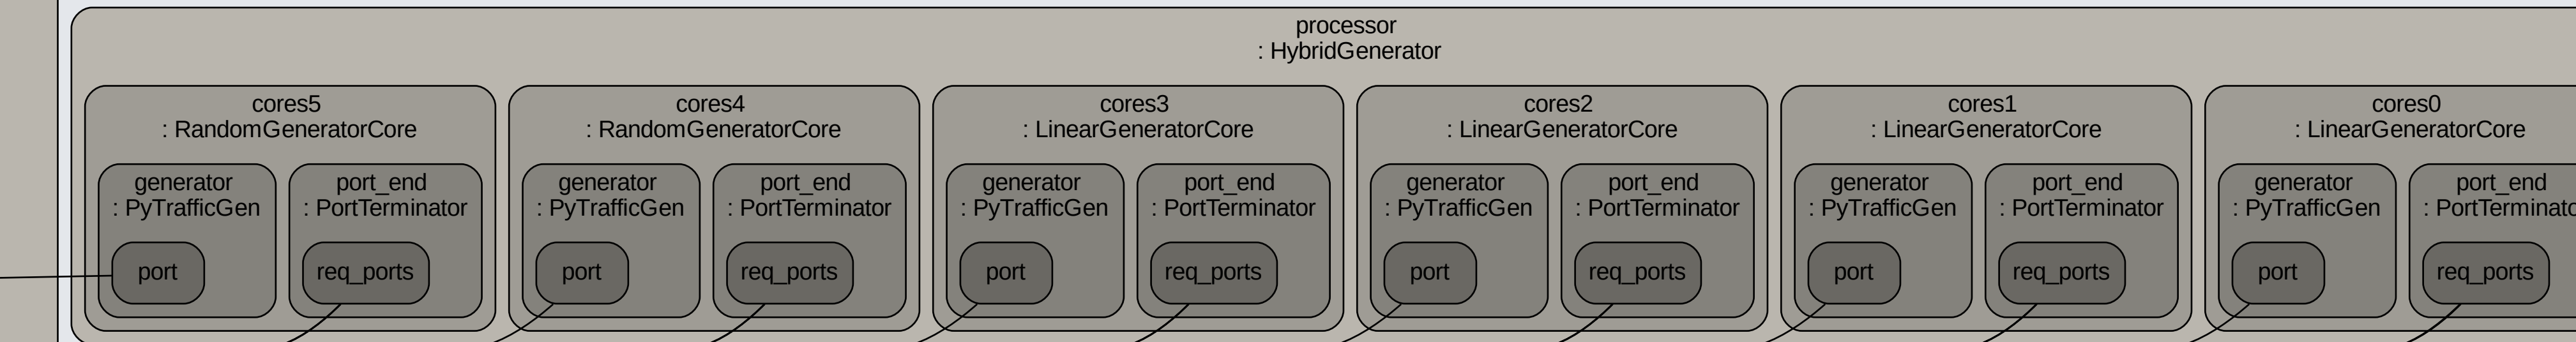 processor
: HybridGenerator
cores5
: RandomGeneratorCore
generator
: PyTrafficGen
port
port_end
: PortTerminator
req_ports
cores4
: RandomGeneratorCore
generator
: PyTrafficGen
port
port_end
: PortTerminator
req_ports
cores3
: LinearGeneratorCore
generator
: PyTrafficGen
port
port_end
: PortTerminator
req_ports
cores2
: LinearGeneratorCore
generator
: PyTrafficGen
port
port_end
: PortTerminator
req_ports
cores1
: LinearGeneratorCore
generator
: PyTrafficGen
port
port_end
: PortTerminator
req_ports
cores0
: LinearGeneratorCore
generator
: PyTrafficGen
port
port_end
: PortTerminato
req_ports